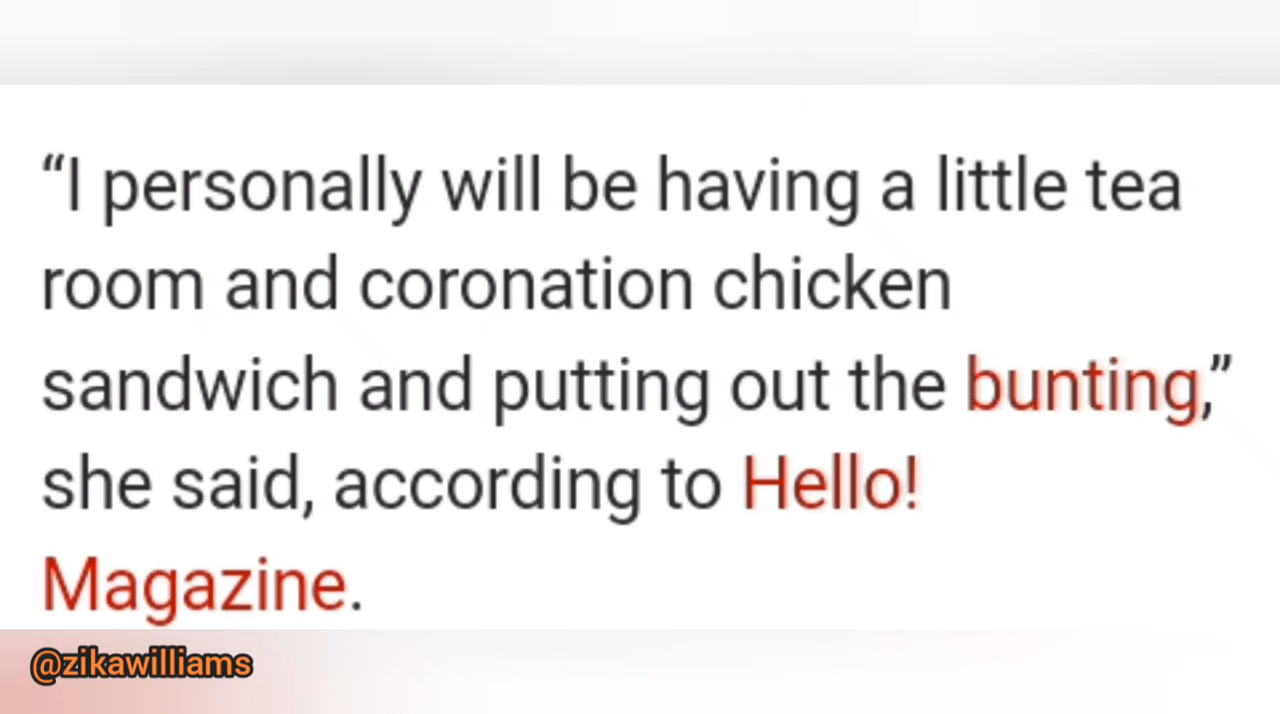 “I personally will be having a little tea
room and coronation chicken
sandwich and putting out the bunting,”
she said, according to Hello!
Magazine.
@zikawilliams